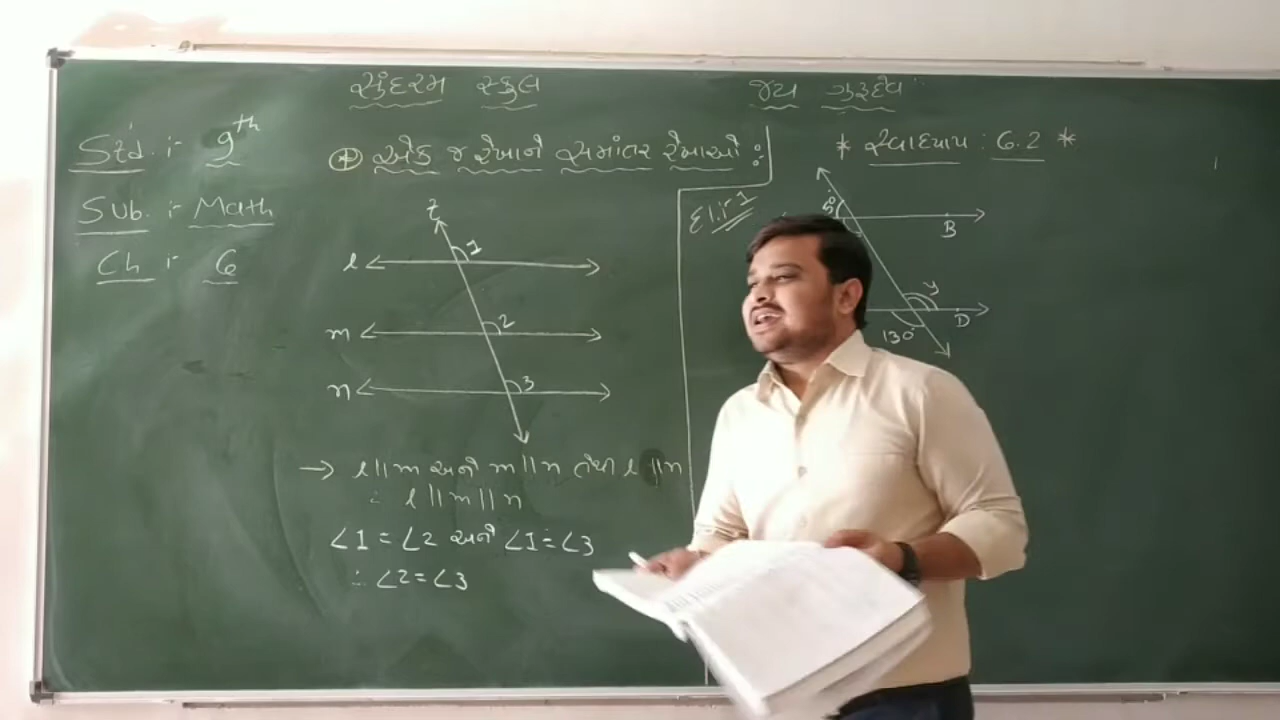 સુંદરમ સ્કુલ
જય ગુરૂદેવ
Std :- 9th
Sub. :- Math
Ch :- 6
* એક જ રેખાને સમાંતર રેખાઓ :
t
1
l
2
m
3
n
→ l || m અને m || n તેથી l || n
∴ l || m || n
∠1 = ∠2 અને ∠1 = ∠3
∴ ∠2 = ∠3
* સ્વાધ્યાય : 6.2 *
દા.1
B
y
D
130°